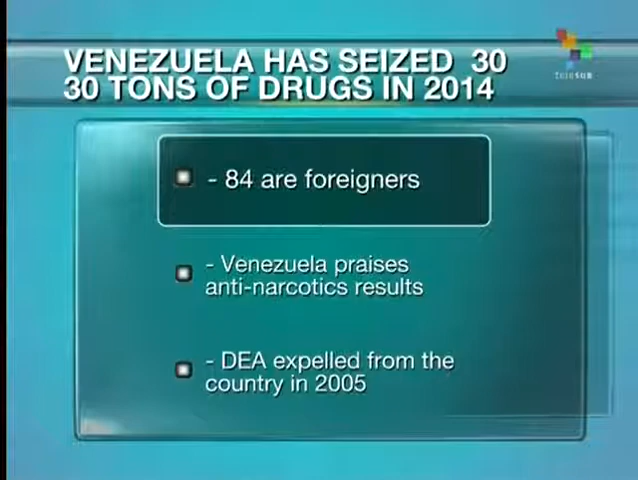 VENEZUELA HAS SEIZED 30
30 TONS OF DRUGS IN 2014
teleSUR
- 84 are foreigners
- Venezuela praises
anti-narcotics results
- DEA expelled from the
country in 2005